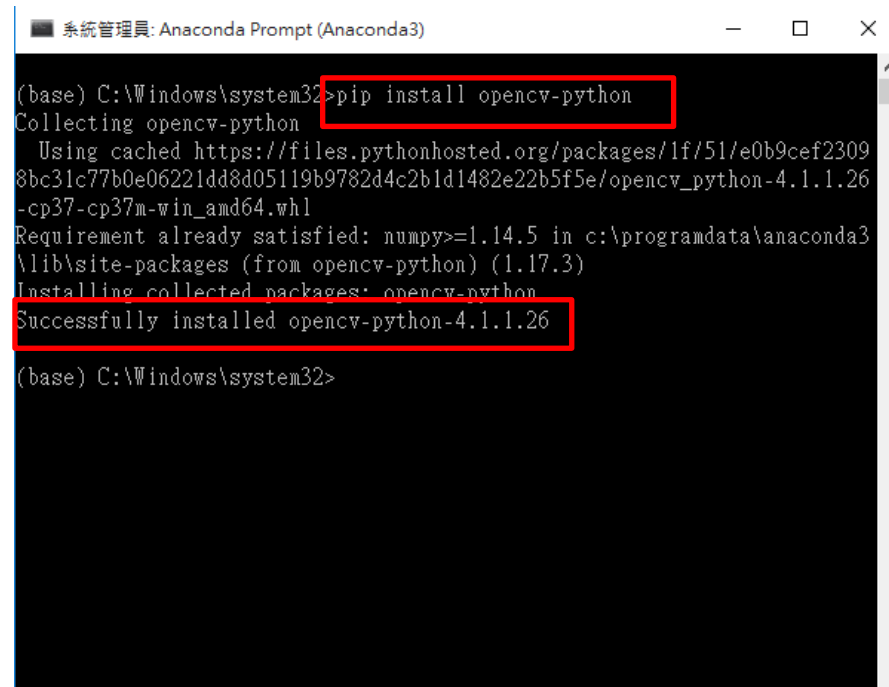 系統管理員: Anaconda Prompt (Anaconda3)
(base) C:\Windows\system32>pip install opencv-python
Collecting opencv-python
  Using cached https://files.pythonhosted.org/packages/1f/51/e0b9cef2309
8bc31c77b0e06221dd8d05119b9782d4c2b1d1482e22b5f5e/opencv_python-4.1.1.26
-cp37-cp37m-win_amd64.whl
Requirement already satisfied: numpy>=1.14.5 in c:\programdata\anaconda3
\lib\site-packages (from opencv-python) (1.17.3)
Installing collected packages: opencv-python
Successfully installed opencv-python-4.1.1.26
(base) C:\Windows\system32>